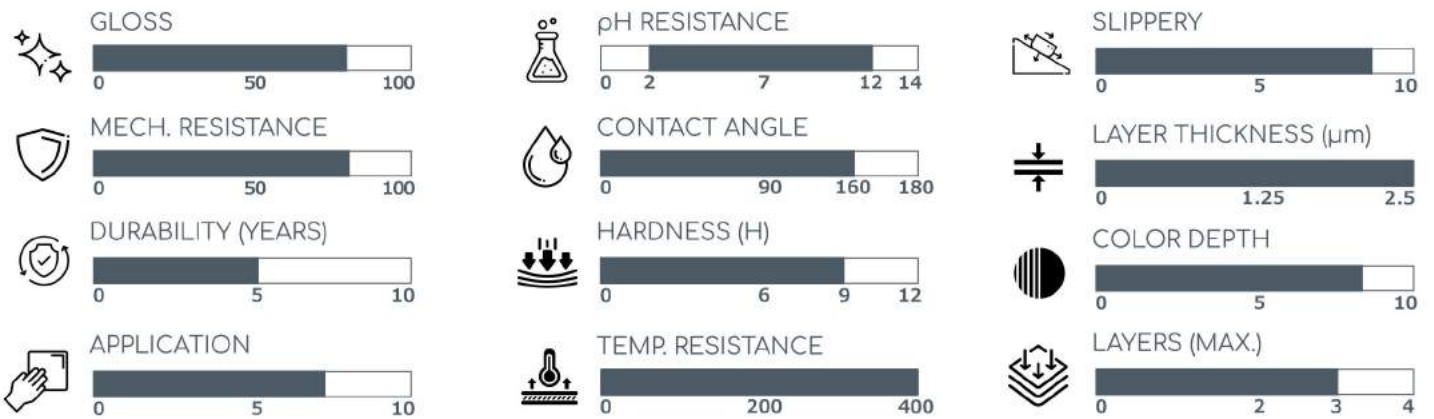 GLOSS
0 50 100
MECH. RESISTANCE
0 50 100
DURABILITY (YEARS)
0 5 10
APPLICATION
0 5 10
pH RESISTANCE
0 2 7 12 14
CONTACT ANGLE
0 90 160 180
HARDNESS (H)
0 6 9 12
TEMP. RESISTANCE
0 200 400
SLIPPERY
0 5 10
LAYER THICKNESS (μm)
0 1.25 2.5
COLOR DEPTH
0 5 10
LAYERS (MAX.)
0 2 3 4